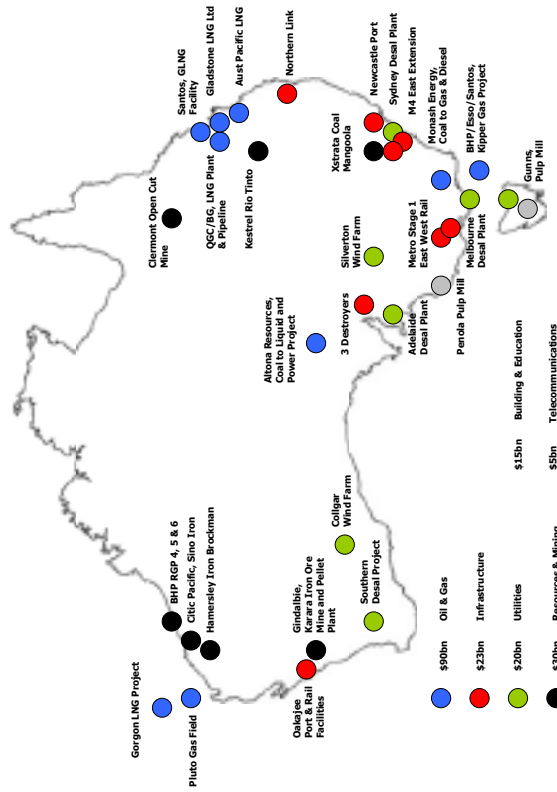 Santos, GLNG
Facility
Gladstone LNG Ltd
Aust Pacific LNG
Clermont Open Cut
Mine
QGC/BG, LNG Plant
& Pipeline
Kestrel Rio Tinto
Northern Link
BHP RGP 4, 5 & 6
Citic Pacific, Sino Iron
Hamersley Iron Brockman
Gorgon LNG Project
Pluto Gas Field
Oakajee
Port & Rail
Facilities
Gindalbie,
Karara Iron Ore
Mine and Pellet
Plant
Collgar
Wind Farm
Southern
Desal Project
Altona Resources,
Coal to Liquid and
Power Project
3 Destroyers
Silverton
Wind Farm
Xstrata Coal
Mangoola
Newcastle Port
Sydney Desal Plant
M4 East Extension
Adelaide
Desal Plant
Metro Stage 1
East West Rail
Monash Energy,
Coal to Gas & Diesel
Penola Pulp Mill
Melbourne
Desal Plant
BHP/Esso/Santos,
Kipper Gas Project
Gunns,
Pulp Mill
$90bn Oil & Gas
$23bn Infrastructure
$20bn Utilities
$30bn Resources & Mining
$15bn Building & Education
$5bn Telecommunications